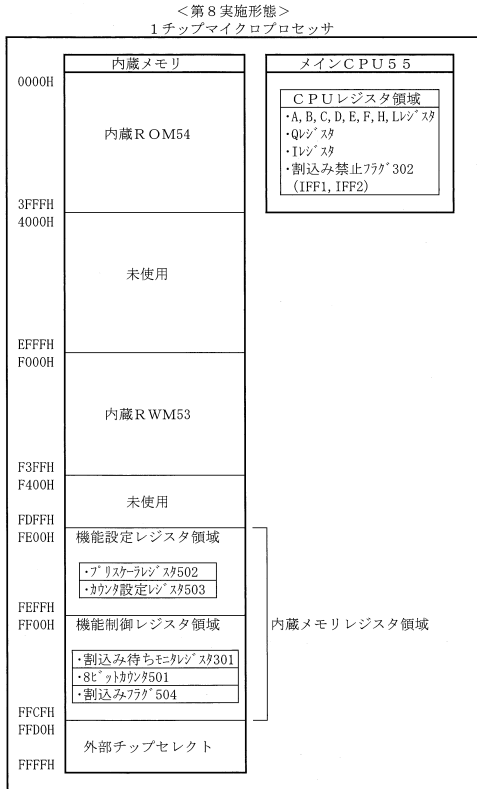 ＜第８実施形態＞
１チップマイクロプロセッサ
内蔵メモリ
0000H
内蔵ＲＯＭ54
3FFFH
4000H
未使用
EFFFH
F000H
内蔵ＲＷＭ53
F3FFH
F400H
未使用
FDFFH
FE00H
機能設定レジスタ領域
・ﾌﾟﾘｽｹｰﾗﾚｼﾞｽﾀ502
・ｶｳﾝﾀ設定ﾚｼﾞｽﾀ503
FEFFH
FF00H
機能制御レジスタ領域
・割込み待ちﾓﾆﾀﾚｼﾞｽﾀ301
・8ﾋﾞｯﾄｶｳﾝﾀ501
・割込みﾌﾗｸﾞ504
FFCFH
FFD0H
外部チップセレクト
FFFFH
内蔵メモリレジスタ領域
メインＣＰＵ５５
ＣＰＵレジスタ領域
・A,B,C,D,E,F,H,Lﾚｼﾞｽﾀ
・Qﾚｼﾞｽﾀ
・Iﾚｼﾞｽﾀ
・割込み禁止ﾌﾗｸﾞ302
(IFF1,IFF2)